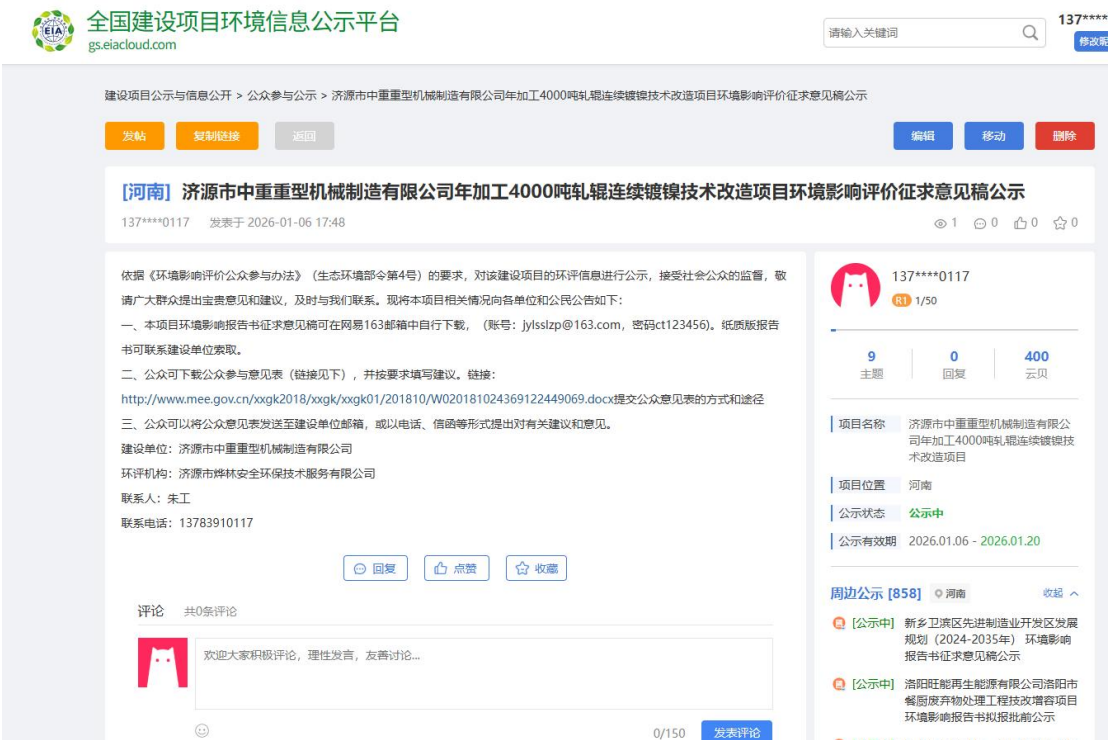 全国建设项目环境信息公示平台
gs.eiacloud.com
EIA
请输入关键词
137****
修改昵
建设项目公示与信息公开 > 公众参与公示 > 济源市中重重型机械制造有限公司年加工4000吨轧辊连续镀镍技术改造项目环境影响评价征求意见稿公示
发帖
复制链接
返回
编辑
移动
删除
[河南] 济源市中重重型机械制造有限公司年加工4000吨轧辊连续镀镍技术改造项目环境影响评价征求意见稿公示
137****0117 发表于 2026-01-06 17:48
1 0 0 0
依据《环境影响评价公众参与办法》（生态环境部令第4号）的要求，对该建设项目的环评信息进行公示，接受社会公众的监督，敬
请广大群众提出宝贵意见和建议，及时与我们联系。现将本项目相关情况向各单位和公民公告如下：
一、本项目环境影响报告书征求意见稿可在网易163邮箱中自行下载，（账号：jylsslzp@163.com，密码ct123456)。纸质版报告
书可联系建设单位索取。
二、公众可下载公众参与意见表（链接见下），并按要求填写建议。链接：
http://www.mee.gov.cn/xxgk2018/xxgk/xxgk01/201810/W020181024369122449069.docx提交公众意见表的方式和途径
三、公众可以将公众意见表发送至建设单位邮箱，或以电话、信函等形式提出对有关建议和意见。
建设单位：济源市中重重型机械制造有限公司
环评机构：济源市烨林安全环保技术服务有限公司
联系人：朱工
联系电话：13783910117
回复
点赞
收藏
评论 共0条评论
欢迎大家积极评论，理性发言，友善讨论...
0/150
发表评论
137****0117
R1 1/50
9 0 400
主题 回复 云贝
项目名称 济源市中重重型机械制造有限公
司年加工4000吨轧辊连续镀镍技
术改造项目
项目位置 河南
公示状态 公示中
公示有效期 2026.01.06 - 2026.01.20
周边公示 [858] 河南 收起
[公示中] 新乡卫滨区先进制造业开发区发展
规划（2024-2035年） 环境影响
报告书征求意见稿公示
[公示中] 洛阳旺能再生能源有限公司洛阳市
餐厨废弃物处理工程技改增容项目
环境影响报告书拟报批前公示